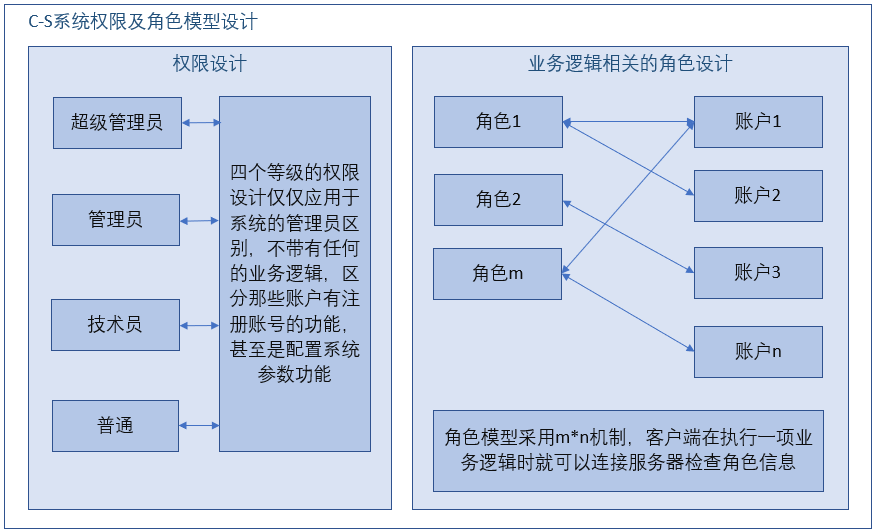 C-S系统权限及角色模型设计
权限设计
超级管理员
管理员
技术员
普通
四个等级的权限
设计仅仅应用于
系统的管理员区
别，不带有任何
的业务逻辑，区
分那些账户有注
册账号的功能，
甚至是配置系统
参数功能
业务逻辑相关的角色设计
角色1
角色2
角色m
账户1
账户2
账户3
账户n
角色模型采用m*n机制，客户端在执行一项业
务逻辑时就可以连接服务器检查角色信息